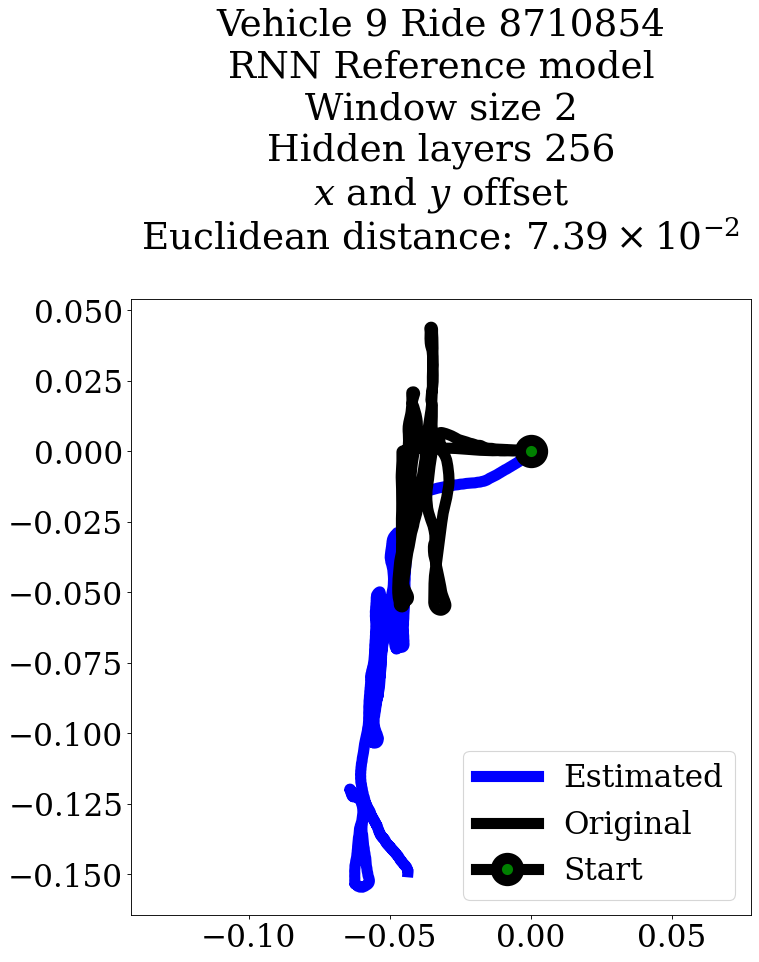 Vehicle 9 Ride 8710854
RNN Reference model
Window size 2
Hidden layers 256
x and y offset
Euclidean distance: 7.39 × 10⁻²
0.050
0.025
0.000
−0.025
−0.050
−0.075
−0.100
−0.125
−0.150
Estimated
Original
Start
−0.10
−0.05
0.00
0.05